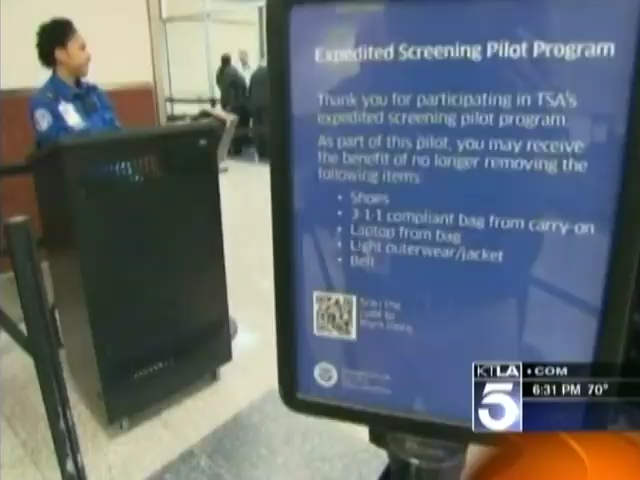 Expedited Screening Pilot Program
Thank you for participating in TSA's
expedited screening pilot program
As part of this pilot, you may receive
the benefit of no longer removing the
following items
• Shoes
• 3 1 1 compliant bag from carry-on
• Laptop from bag
• Light outerwear/jacket
• Belt
KTLA .COM
5 6:31 PM 70°